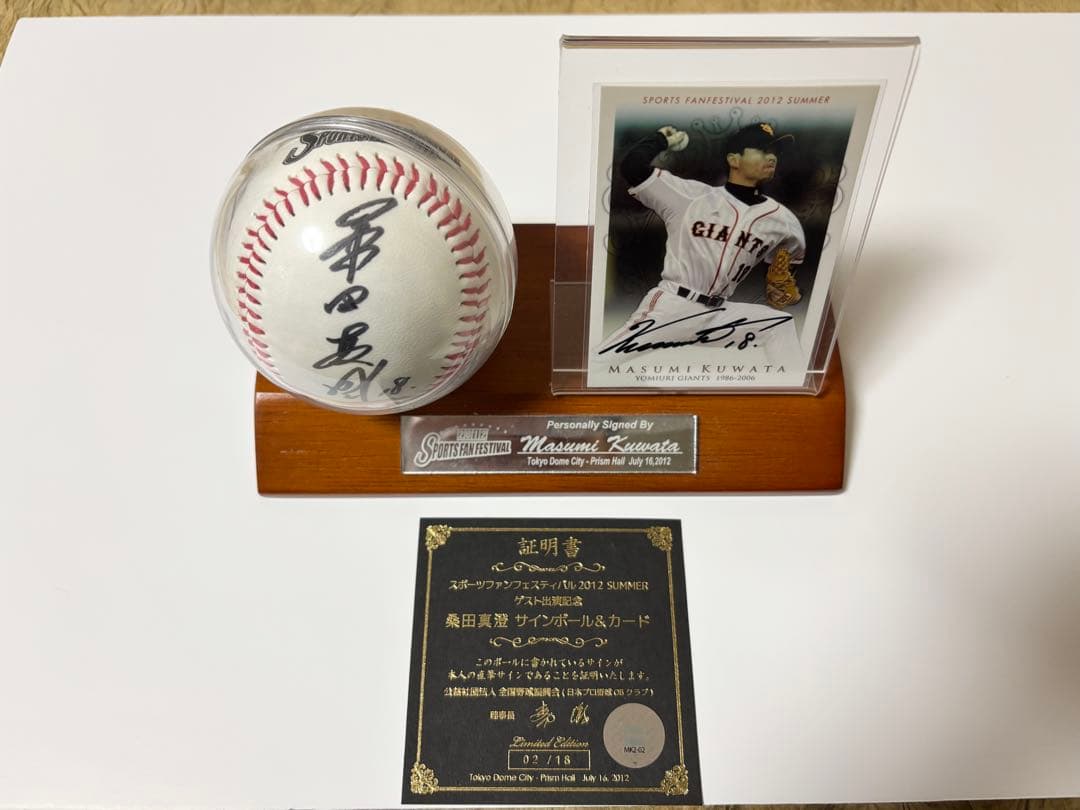 桑田真澄 18.
SPORTS FANFESTIVAL 2012 SUMMER
GIANTS
18
18.
MASUMI KUWATA
YOMIURI GIANTS 1986-2006
2012
SPORTS FAN FESTIVAL
Personally Signed By
Masumi Kuwata
Tokyo Dome City - Prism Hall July 16,2012
証明書
スポーツファンフェスティバル2012 SUMMER
ゲスト出演記念
桑田真澄 サインボール&カード
このボールに書かれているサインが
本人の直筆サインであることを証明いたします。
公益社団法人 全国野球振興会(日本プロ野球OBクラブ)
理事長
Limited Edition
02 /18
MK2-02
Tokyo Dome City - Prism Hall July 16, 2012